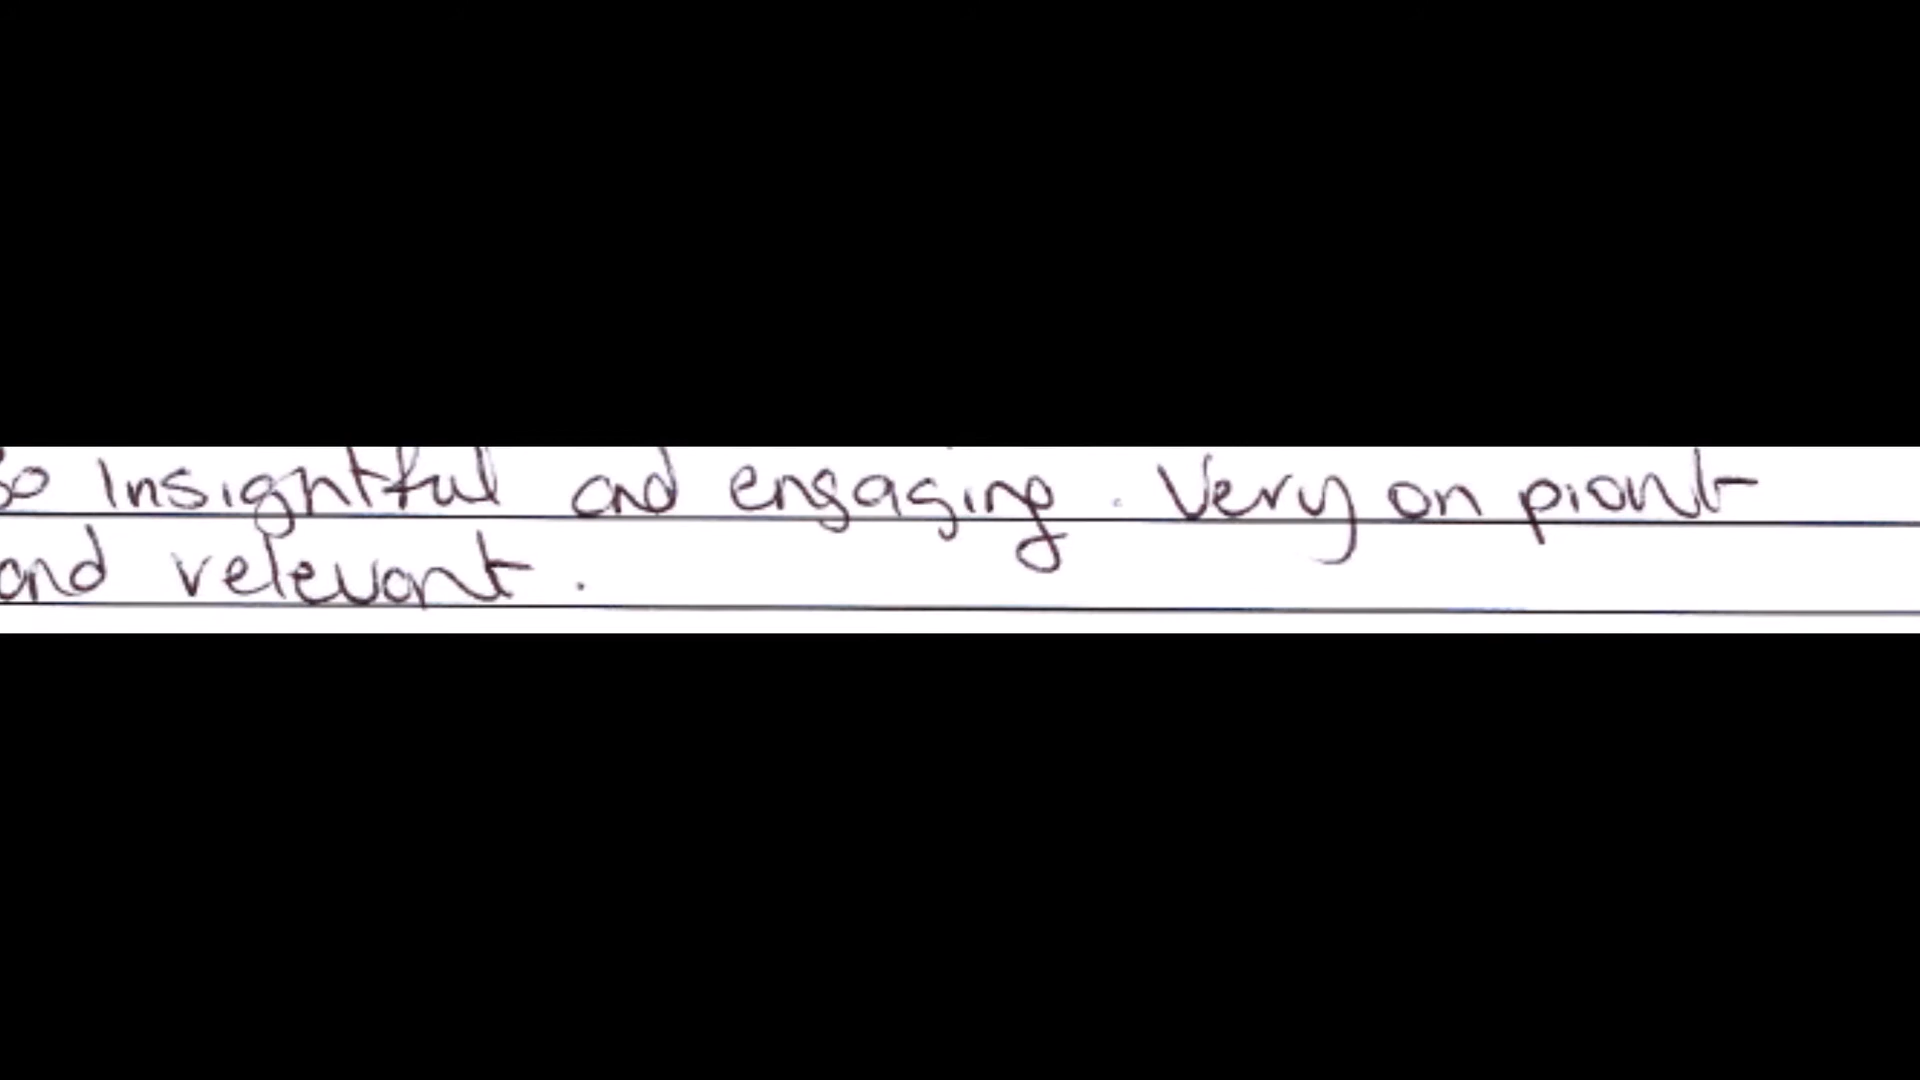 So Insightful and engaging. Very on piont
and relevant.